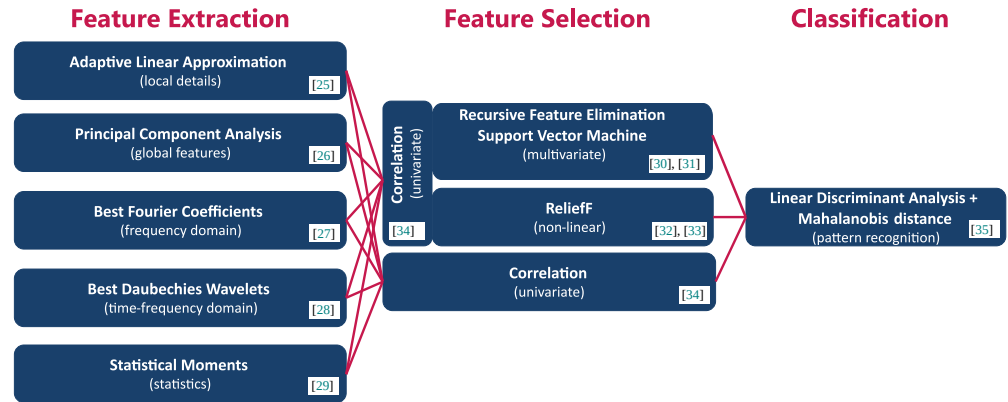 Feature Extraction
Feature Selection
Classification
Adaptive Linear Approximation
(local details)
[25]
Principal Component Analysis
(global features)
[26]
Best Fourier Coefficients
(frequency domain)
[27]
Best Daubechies Wavelets
(time-frequency domain)
[28]
Statistical Moments
(statistics)
[29]
Correlation
(univariate)
[34]
Recursive Feature Elimination
Support Vector Machine
(multivariate)
[30], [31]
ReliefF
(non-linear)
[32], [33]
Correlation
(univariate)
[34]
Linear Discriminant Analysis +
Mahalanobis distance
(pattern recognition)
[35]